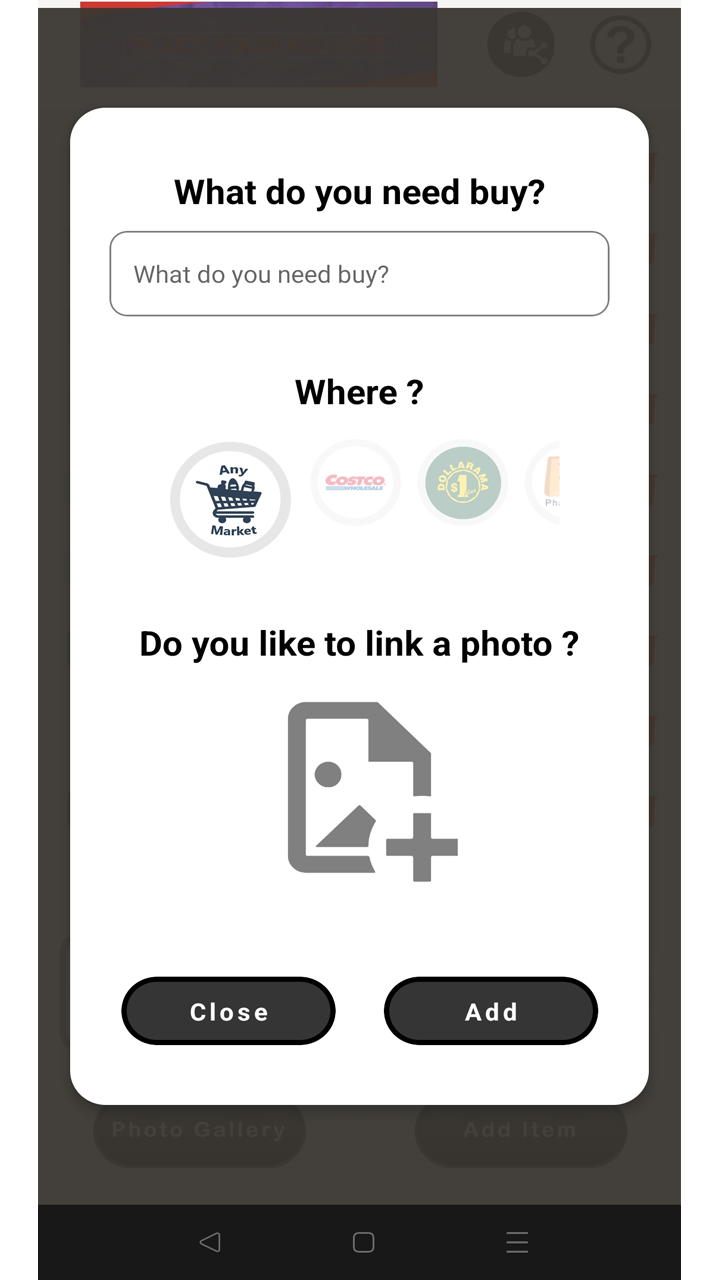 What do you need buy?
What do you need buy?
Where ?
Any
Market
COSTCO
WHOLESALE
DOLLARAMA
$1
Ph
Do you like to link a photo ?
Close
Add
Photo Gallery
Add Item